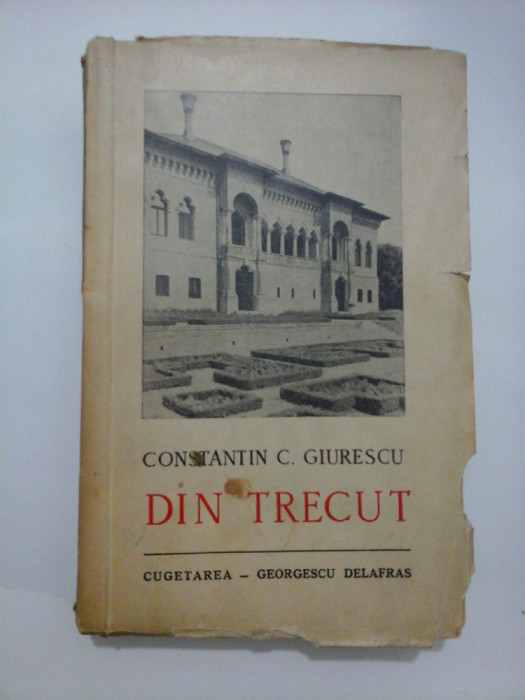 CONSTANTIN C. GIURESCU
DIN TRECUT
CUGETAREA – GEORGESCU DELAFRAS